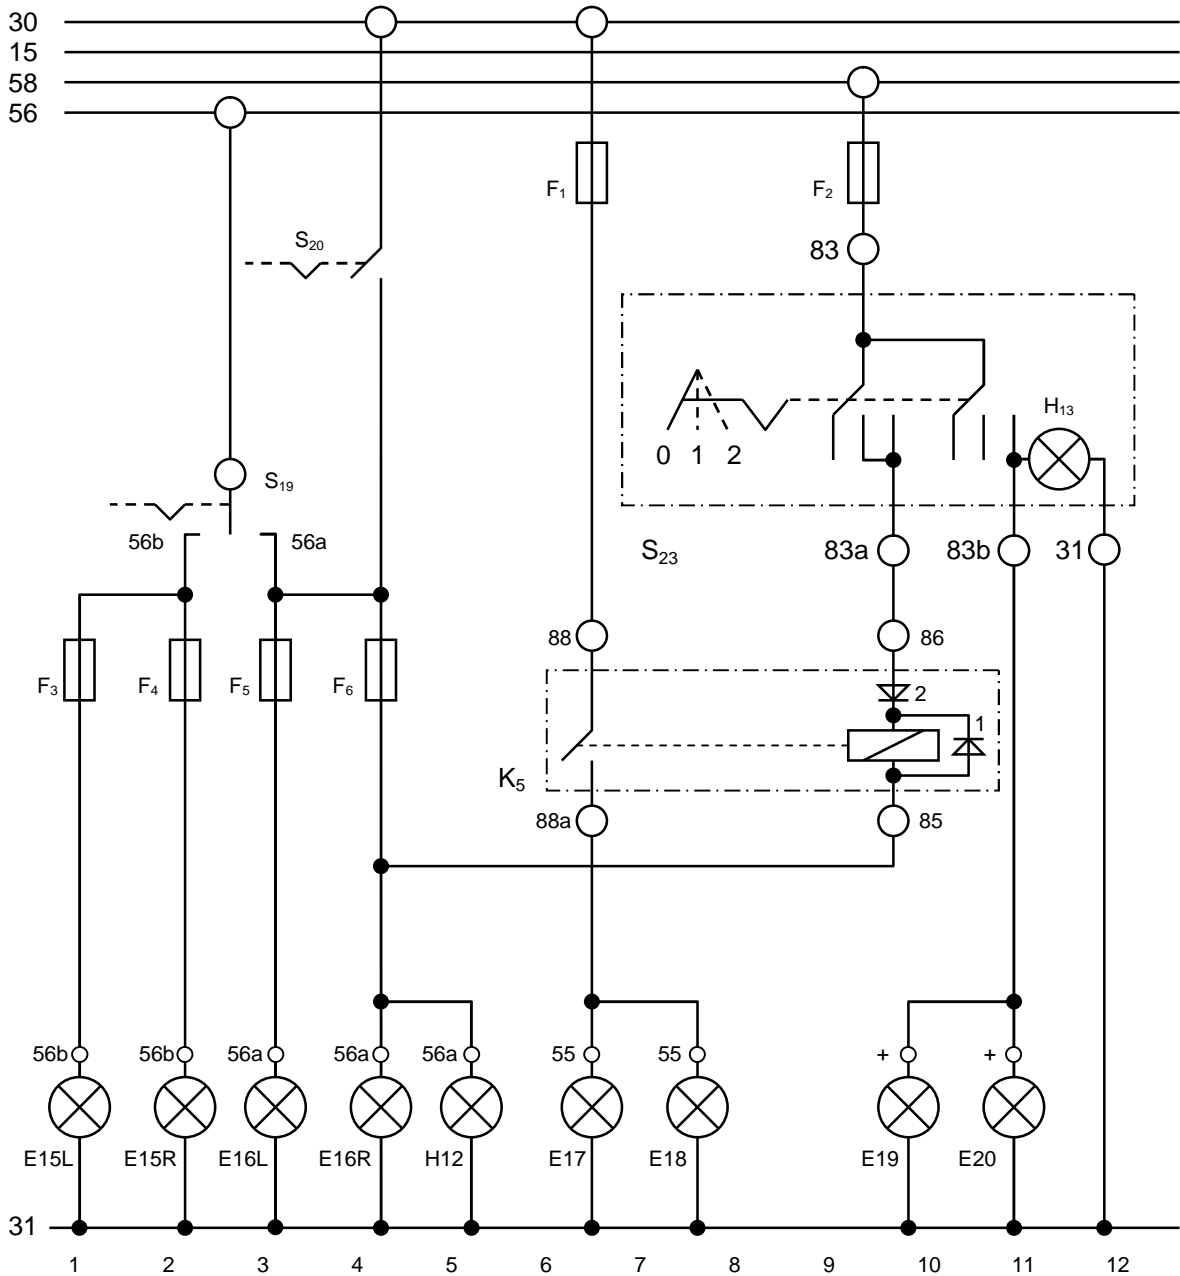 30
15
58
56
F1
F2
S20
83
H13
0 1 2
S19
56b 56a
S23 83a 83b 31
88 86
F3 F4 F5 F6
2
1
K5
88a 85
56b 56b 56a 56a 56a 55 55 + +
E15L E15R E16L E16R H12 E17 E18 E19 E20
31
1 2 3 4 5 6 7 8 9 10 11 12